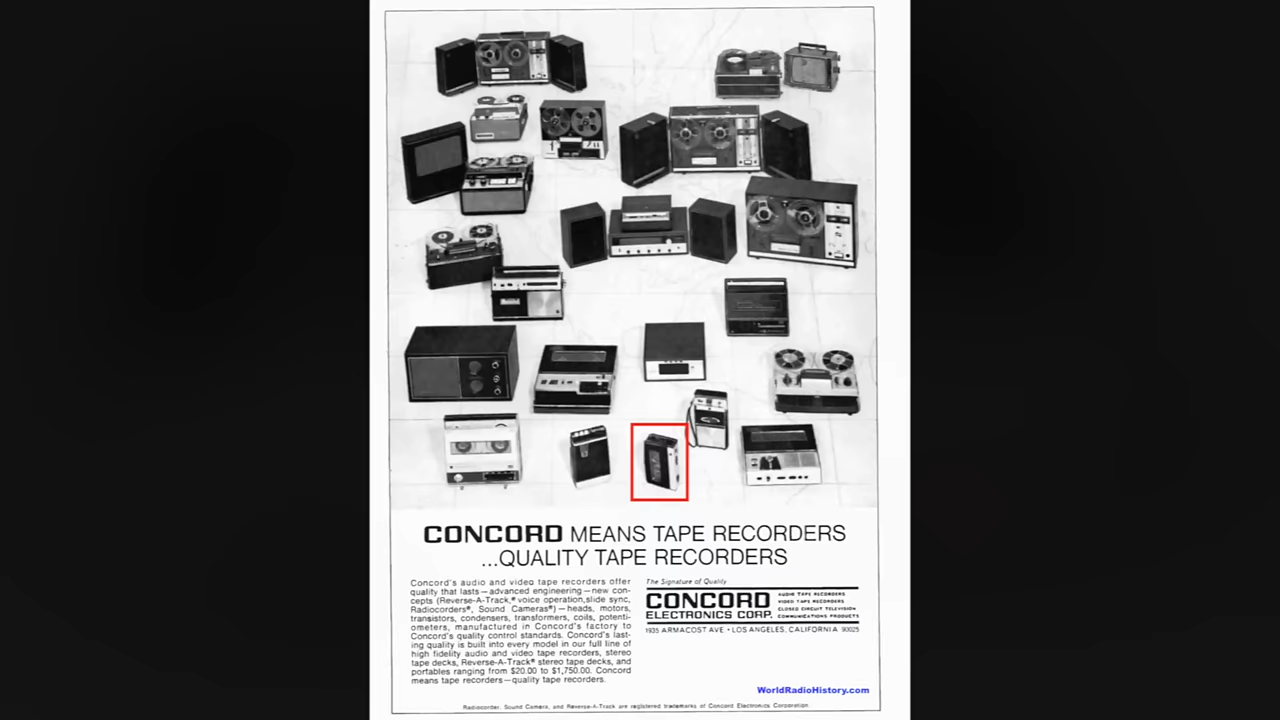 CONCORD MEANS TAPE RECORDERS
...QUALITY TAPE RECORDERS
Concord's audio and video tape recorders offer
quality that lasts—advanced engineering—new con-
cepts (Reverse-A-Track,® voice operation,slide sync,
Radiocorders®, Sound Cameras®)—heads, motors,
transistors, condensers, transformers, coils, potenti-
ometers, manufactured in Concord's factory to
Concord's quality control standards. Concord's last-
ing quality is built into every model in our full line of
high fidelity audio and video tape recorders, stereo
tape decks, Reverse-A-Track® stereo tape decks, and
portables ranging from $20.00 to $1,750.00. Concord
means tape recorders—quality tape recorders.
The Signature of Quality
CONCORD
ELECTRONICS CORP.
AUDIO TAPE RECORDERS
VIDEO TAPE RECORDERS
CLOSED CIRCUIT TELEVISION
COMMUNICATIONS PRODUCTS
1935 ARMACOST AVE. • LOS ANGELES, CALIFORNIA 90025
WorldRadioHistory.com
Radiocorder, Sound Camera, and Reverse-A-Track are registered trademarks of Concord Electronics Corporation.